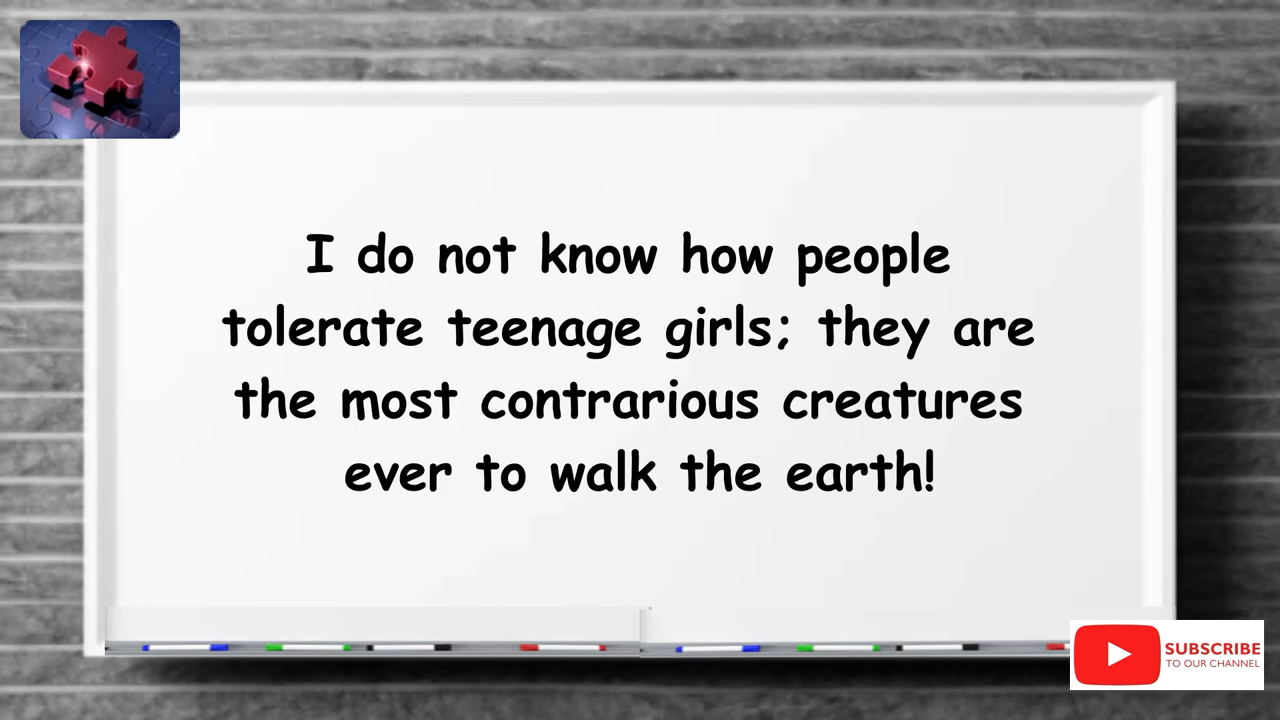 I do not know how people
tolerate teenage girls; they are
the most contrarious creatures
ever to walk the earth!
SUBSCRIBE
TO OUR CHANNEL